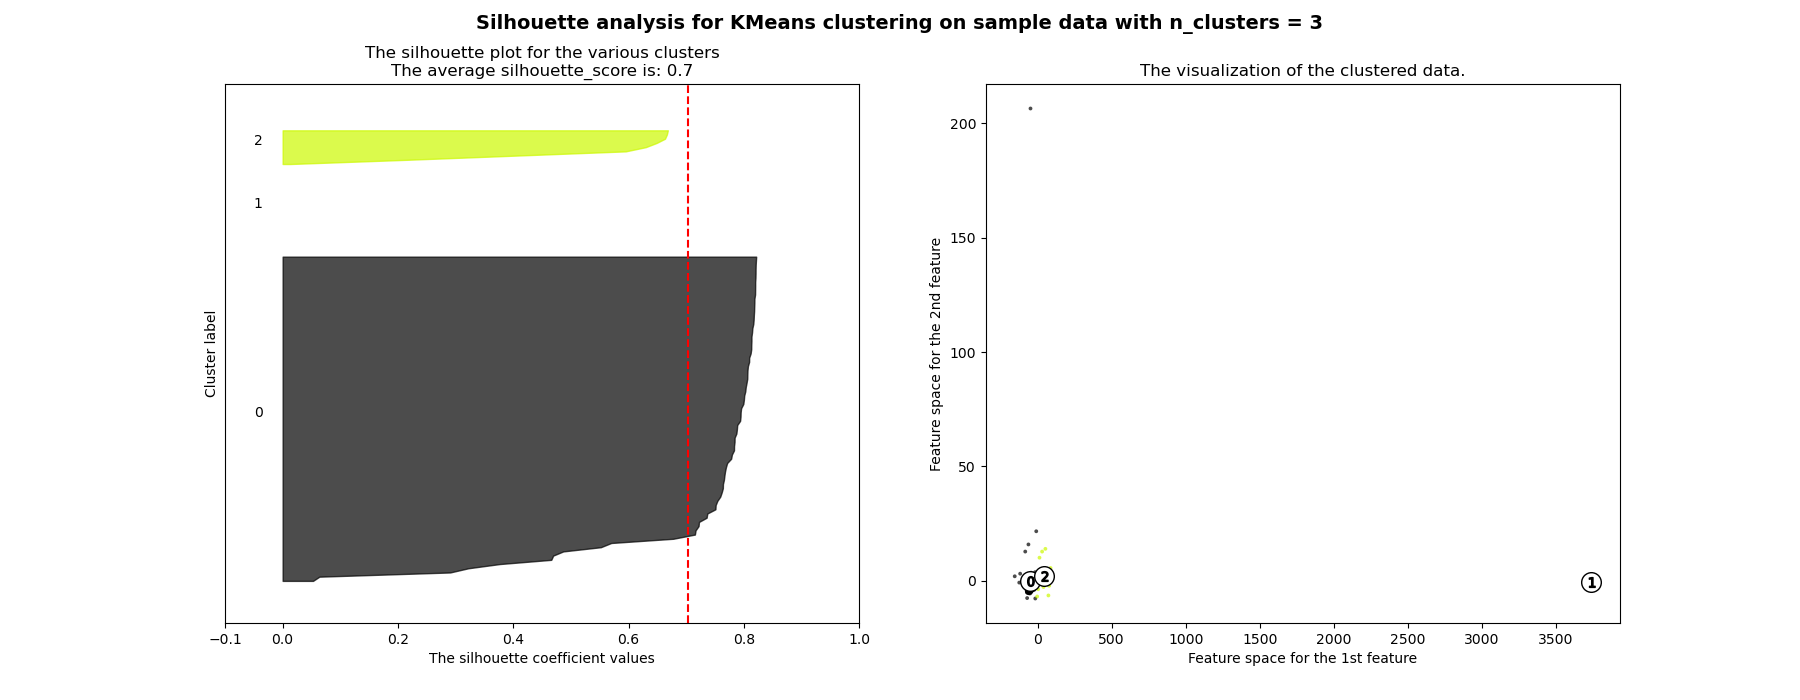 Silhouette analysis for KMeans clustering on sample data with n_clusters = 3
The silhouette plot for the various clusters
The average silhouette_score is: 0.7
2
1
0
Cluster label
−0.1 0.0 0.2 0.4 0.6 0.8 1.0
The silhouette coefficient values
The visualization of the clustered data.
200
150
100
50
0
Feature space for the 2nd feature
0 2 1
0 500 1000 1500 2000 2500 3000 3500
Feature space for the 1st feature